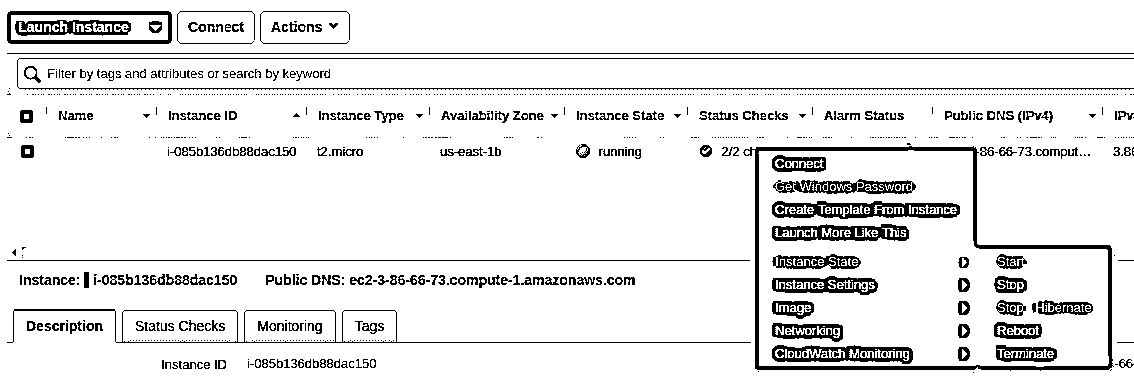 Launch Instance Connect Actions
Filter by tags and attributes or search by keyword
Name Instance ID Instance Type Availability Zone Instance State Status Checks Alarm Status Public DNS (IPv4)
i-085b136db88dac150 t2.micro us-east-1b running 2/2 -86-66-73.comput…
Connect
Get Windows Password
Create Template From Instance
Launch More Like This
Instance State Start
Instance Settings Stop
Image Stop - Hibernate
Networking Reboot
CloudWatch Monitoring Terminate
Instance: i-085b136db88dac150 Public DNS: ec2-3-86-66-73.compute-1.amazonaws.com
Description Status Checks Monitoring Tags
Instance ID i-085b136db88dac150